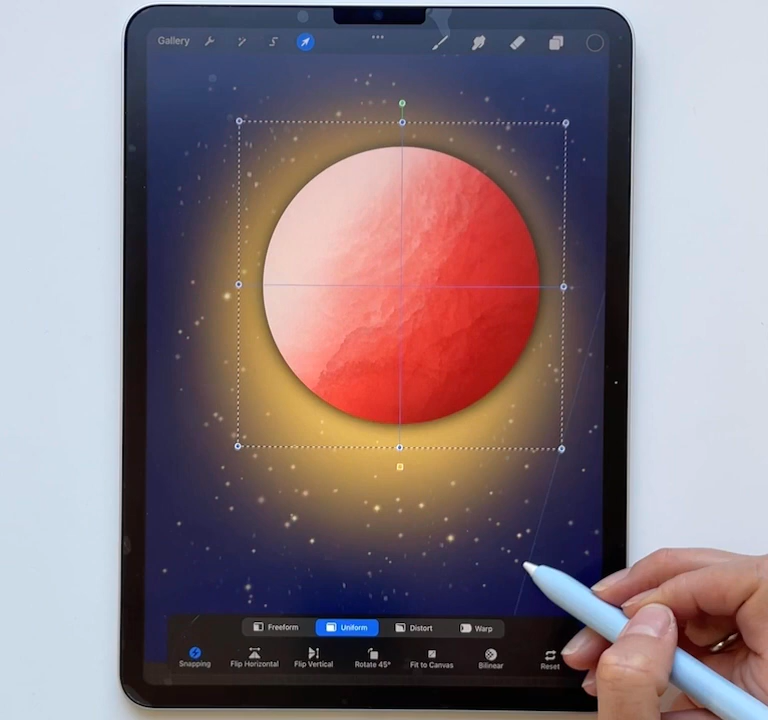 Gallery
Freeform Uniform Distort Warp
Snapping Flip Horizontal Flip Vertical Rotate 45° Fit to Canvas Bilinear Reset